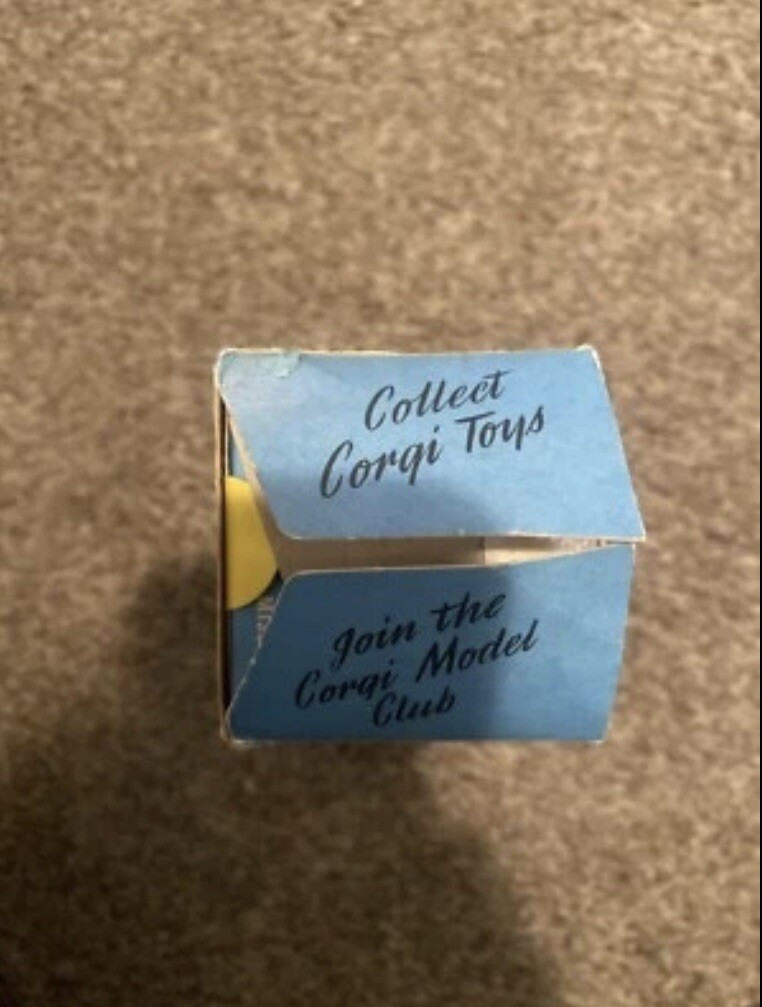 Collect
Corgi Toys
Join the
Corgi Model
Club